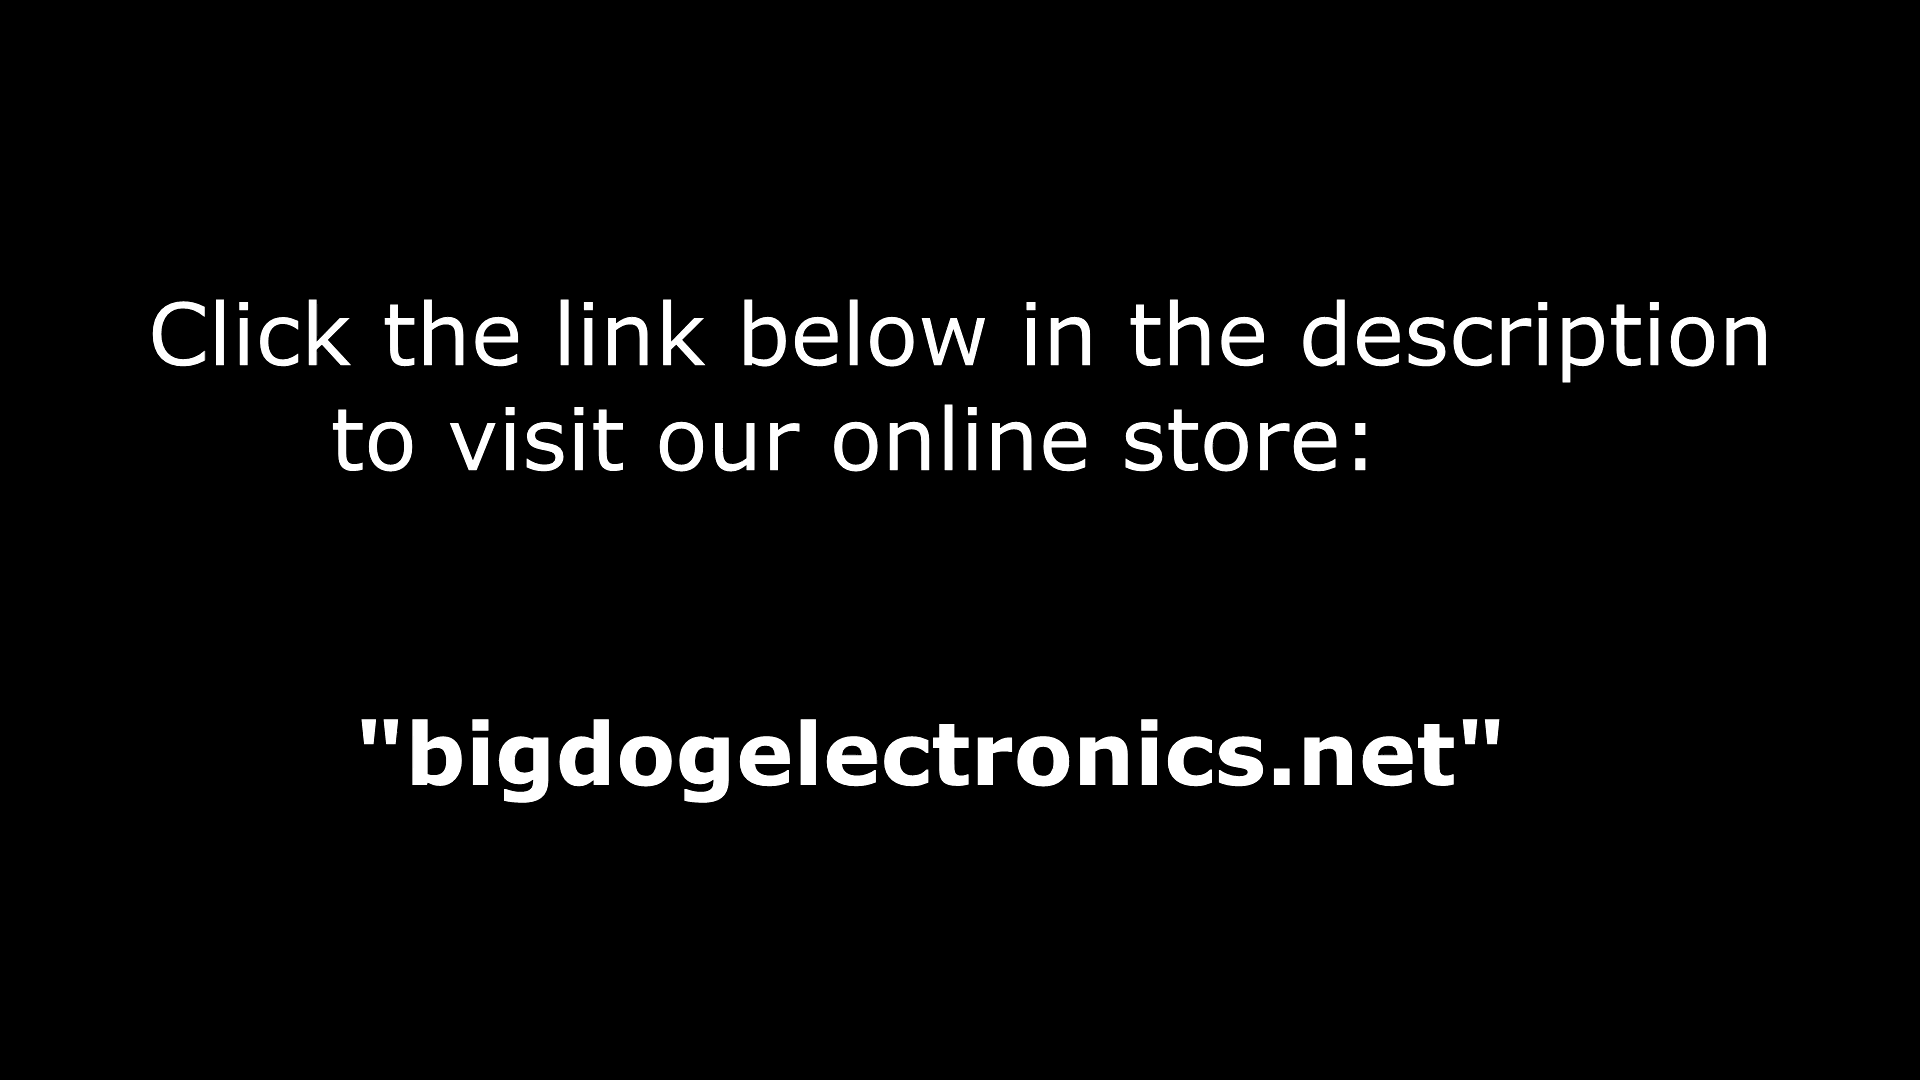 Click the link below in the description
to visit our online store:
"bigdogelectronics.net"